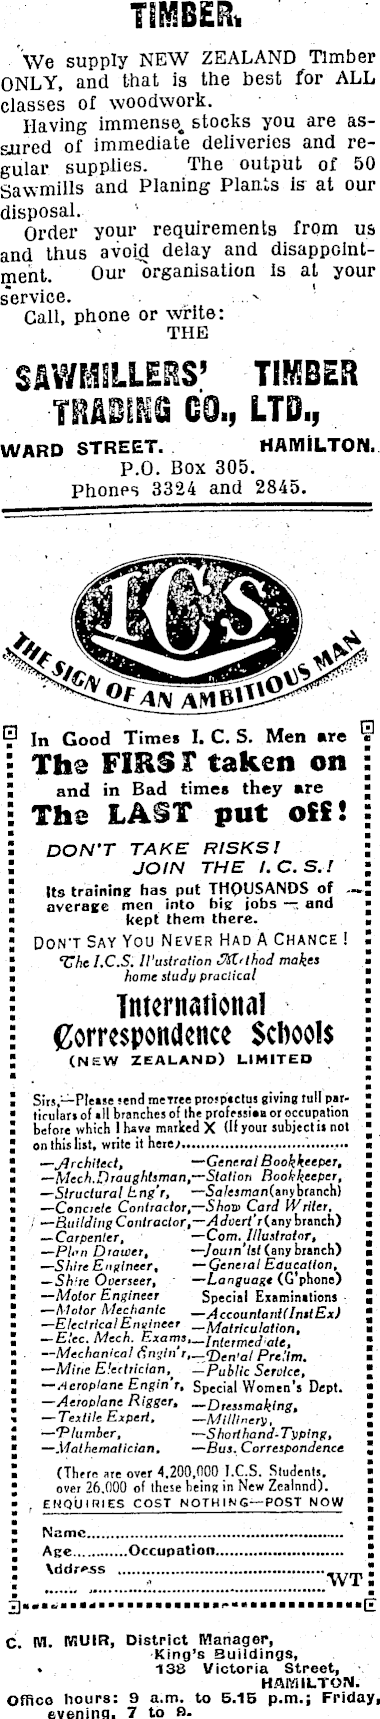 TIMBER.
We supply NEW ZEALAND Timber
ONLY, and that is the best for ALL
classes of woodwork.
Having immense stocks you are as-
sured of immediate deliveries and re-
gular supplies. The output of 50
Sawmills and Planing Plants is at our
disposal.
Order your requirements from us
and thus avoid delay and disappoint-
ment. Our organisation is at your
service.
Call, phone or write:
THE
SAWMILLERS' TIMBER
TRADING CO., LTD.,
WARD STREET. HAMILTON.
P.O. Box 305.
Phones 3324 and 2845.
I.C.S
THE SIGN OF AN AMBITIOUS MAN
In Good Times I. C. S. Men are
The FIRST taken on
and in Bad times they are
The LAST put off!
DON'T TAKE RISKS!
JOIN THE I.C.S.!
Its training has put THOUSANDS of
average men into big jobs — and
kept them there.
DON'T SAY YOU NEVER HAD A CHANCE!
The I.C.S. Illustration Method makes
home study practical
International
Correspondence Schools
(NEW ZEALAND) LIMITED
Sirs,—Please send me free prospectus giving full par-
ticulars of all branches of the profession or occupation
before which I have marked X (If your subject is not
on this list, write it here)..............................
—Architect, —General Bookkeeper,
—Mech. Draughtsman, —Station Bookkeeper,
—Structural Eng'r, —Salesman (any branch)
—Concrete Contractor, —Show Card Writer,
—Building Contractor, —Advert'r (any branch)
—Carpenter, —Com. Illustrator,
—Plan Drawer, —Journ'list (any branch)
—Shire Engineer, —General Education,
—Shire Overseer, —Language (G'phone)
—Motor Engineer Special Examinations
—Motor Mechanic —Accountant (Inst Ex)
—Electrical Engineer —Matriculation,
—Elec. Mech. Exams, —Intermediate,
—Mechanical Engin'r, —Dental Prelim.
—Mine Electrician, —Public Service,
—Aeroplane Engin'r, Special Women's Dept.
—Aeroplane Rigger, —Dressmaking,
—Textile Expert, —Millinery,
—Plumber, —Shorthand-Typing,
—Mathematician. —Bus. Correspondence
(There are over 4,200,000 I.C.S. Students,
over 26,000 of these being in New Zealand).
ENQUIRIES COST NOTHING—POST NOW
Name..................................................
Age...........Occupation.........................
Address ..........................................
..................................................WT
C. M. MUIR, District Manager,
King's Buildings,
138 Victoria Street,
HAMILTON.
Office hours: 9 a.m. to 5.15 p.m.; Friday,
evening, 7 to 9.